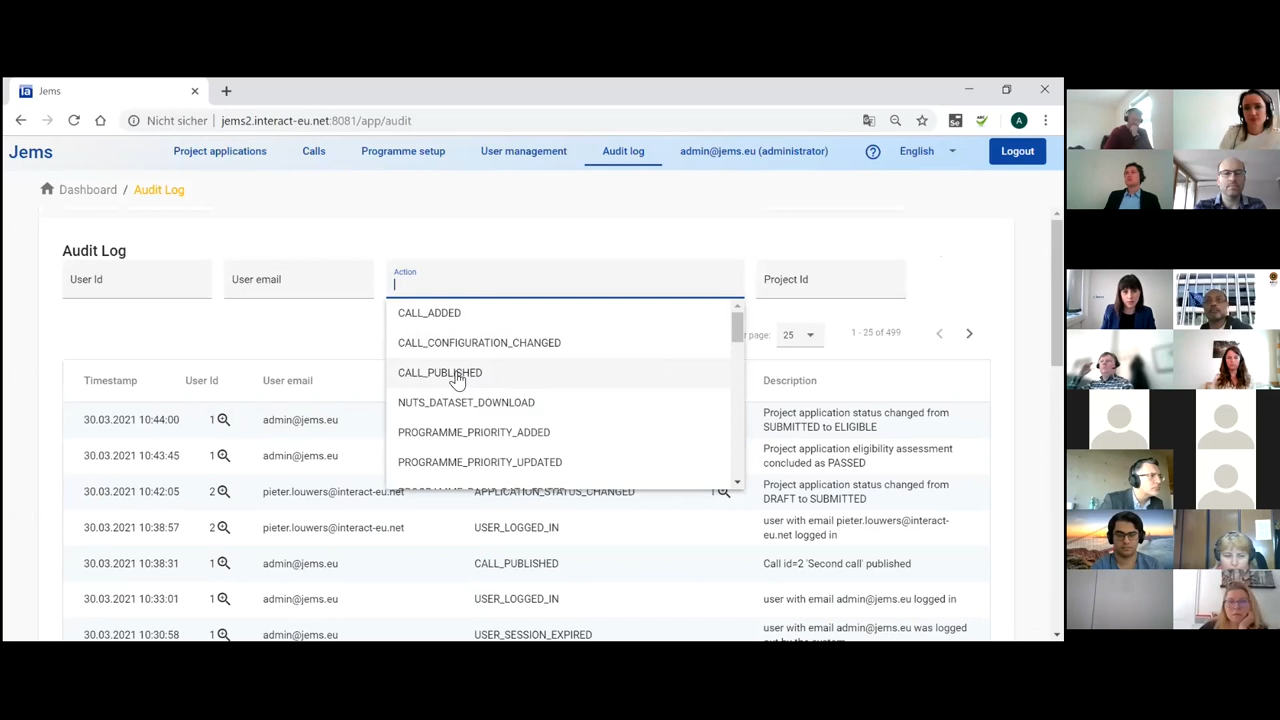 Jems
Nicht sicher | jems2.interact-eu.net:8081/app/audit
A
Jems
Project applications
Calls
Programme setup
User management
Audit log
admin@jems.eu (administrator)
English
Logout
Dashboard / Audit Log
Audit Log
User Id
User email
Action
Project Id
CALL_ADDED
CALL_CONFIGURATION_CHANGED
CALL_PUBLISHED
NUTS_DATASET_DOWNLOAD
PROGRAMME_PRIORITY_ADDED
PROGRAMME_PRIORITY_UPDATED
page: 25
1 - 25 of 499
Timestamp User Id User email Description
30.03.2021 10:44:00 1 admin@jems.eu Project application status changed from
SUBMITTED to ELIGIBLE
30.03.2021 10:43:45 1 admin@jems.eu Project application eligibility assessment
concluded as PASSED
30.03.2021 10:42:05 2 pieter.louwers@interact-eu.net APPLICATION_STATUS_CHANGED 1 Project application status changed from
DRAFT to SUBMITTED
30.03.2021 10:38:57 2 pieter.louwers@interact-eu.net USER_LOGGED_IN user with email pieter.louwers@interact-
eu.net logged in
30.03.2021 10:38:31 1 admin@jems.eu CALL_PUBLISHED Call id=2 'Second call' published
30.03.2021 10:33:01 1 admin@jems.eu USER_LOGGED_IN user with email admin@jems.eu logged in
30.03.2021 10:30:58 1 admin@jems.eu USER_SESSION_EXPIRED user with email admin@jems.eu was logged